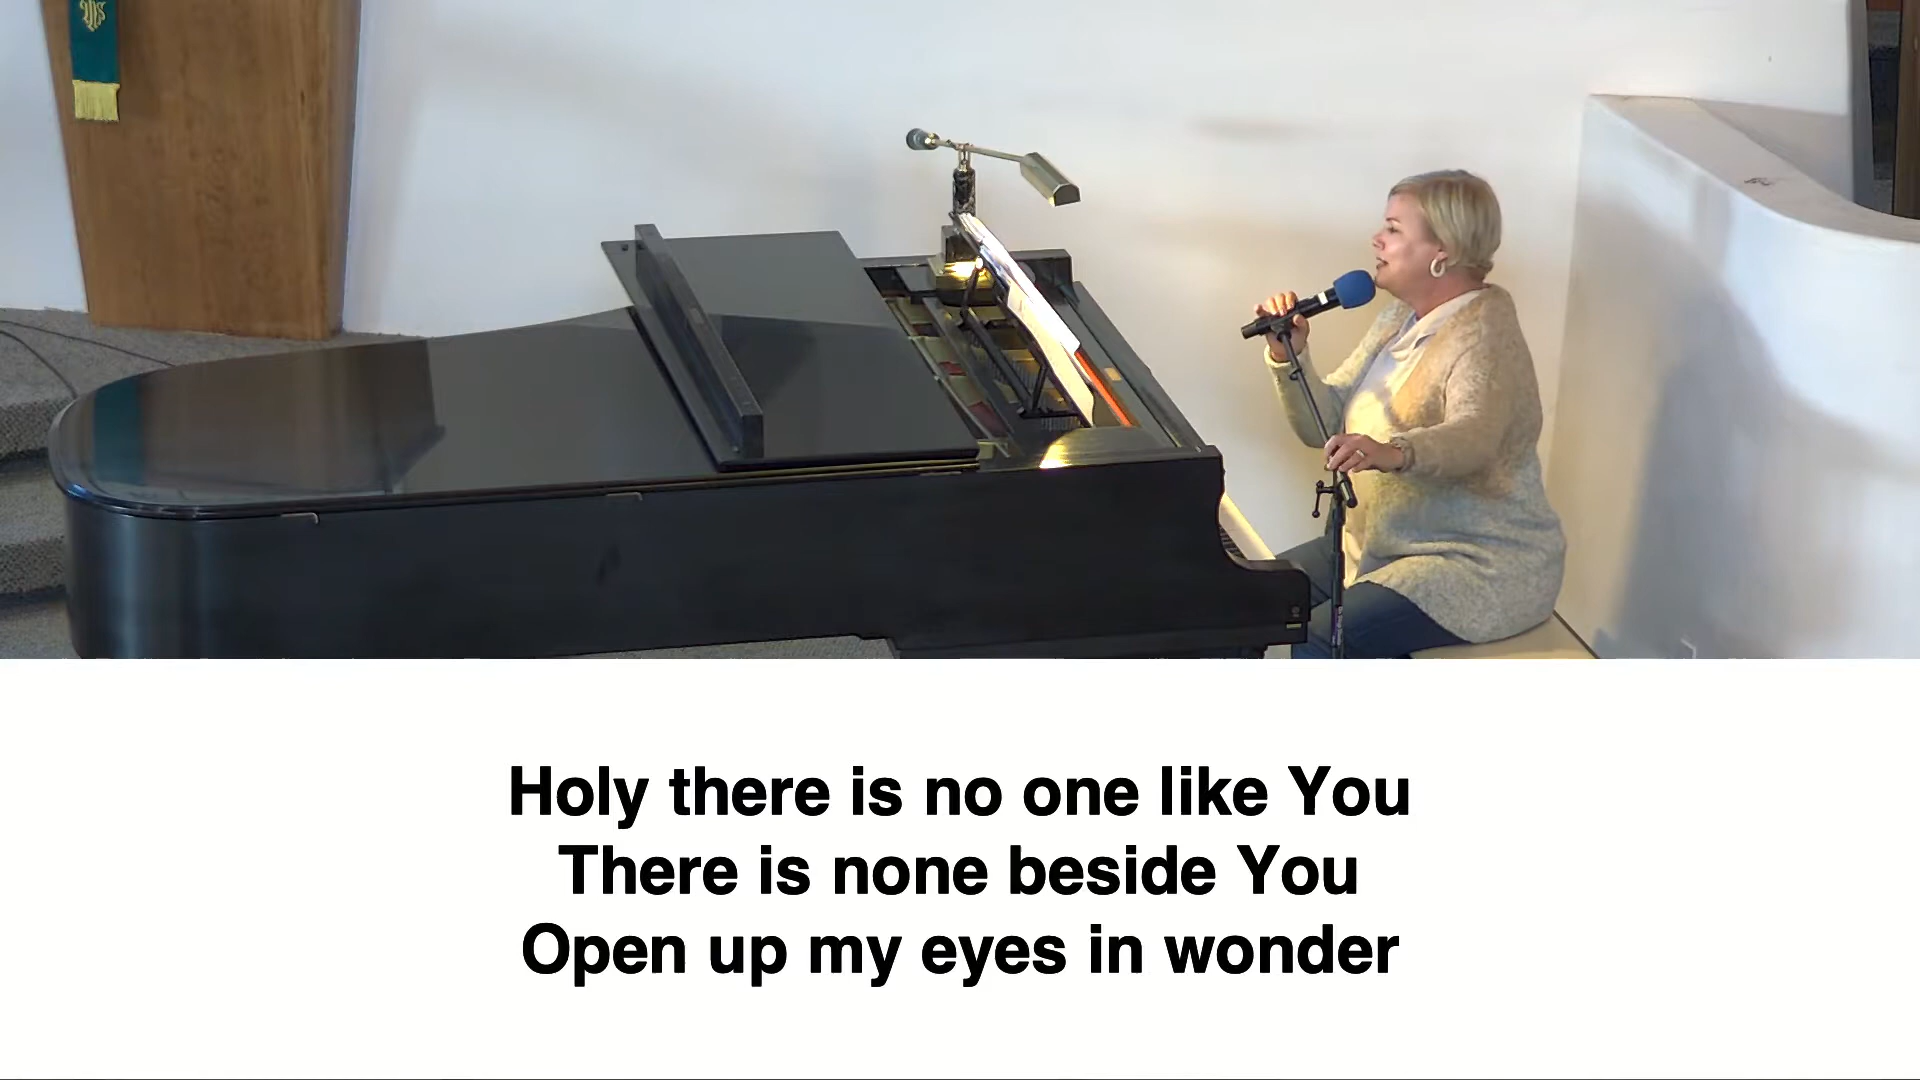 Holy there is no one like You
There is none beside You
Open up my eyes in wonder